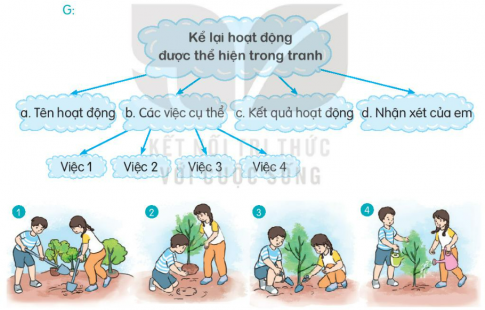 G:
Kể lại hoạt động
được thể hiện trong tranh
a. Tên hoạt động b. Các việc cụ thể c. Kết quả hoạt động d. Nhận xét của em
KẾT NỐI TRI THỨC
Việc 1 Việc 2 Việc 3 Việc 4
VỚI CUỘC SỐNG
1 2 3 4